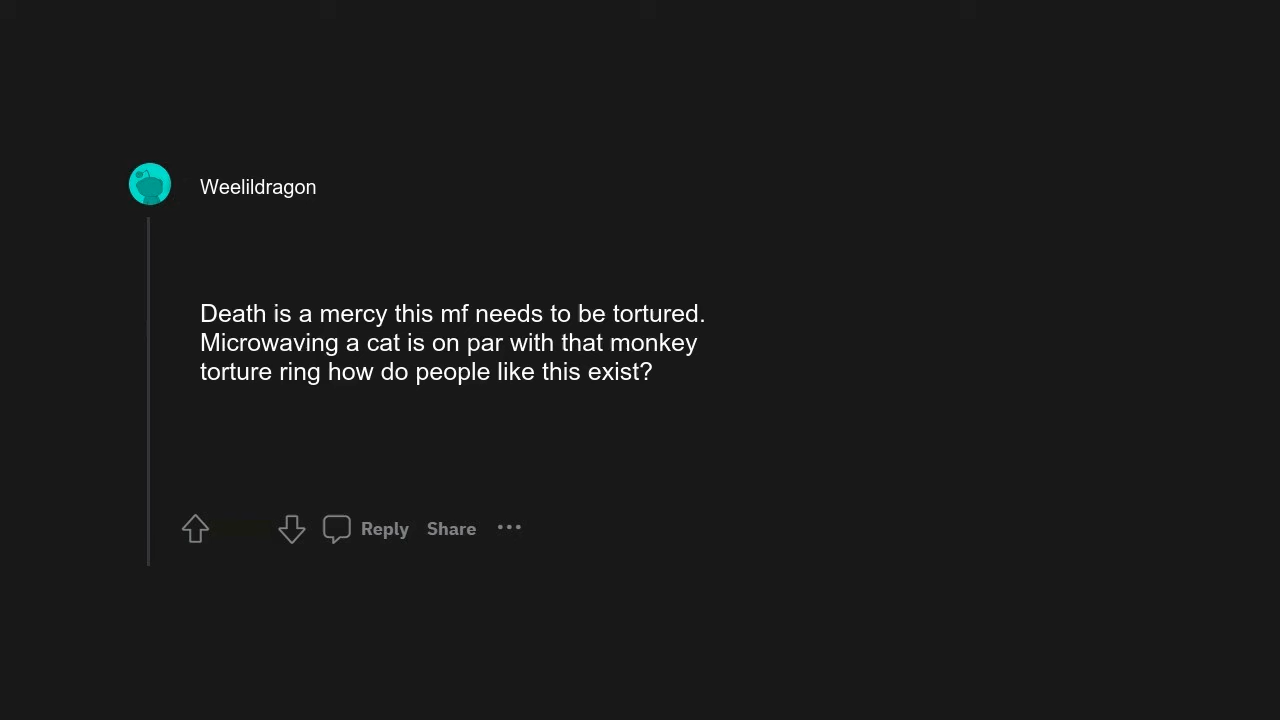 Weelildragon
Death is a mercy this mf needs to be tortured.
Microwaving a cat is on par with that monkey
torture ring how do people like this exist?
Reply Share